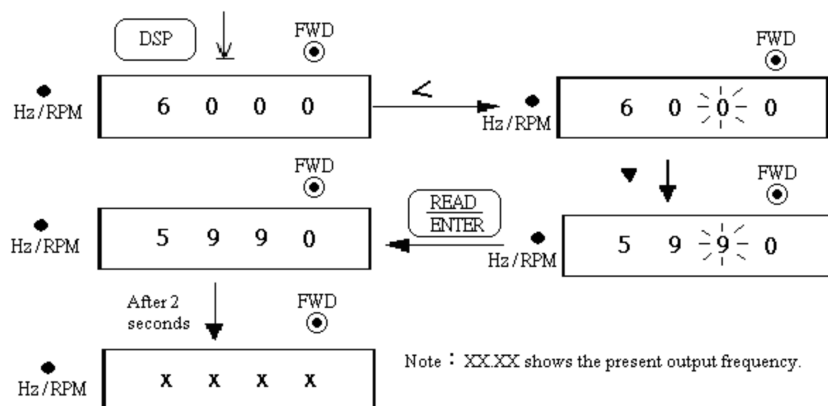 DSP
FWD
Hz/RPM
6 0 0 0
<
FWD
Hz/RPM
6 0 0 0
FWD
Hz/RPM
5 9 9 0
READ
ENTER
FWD
Hz/RPM
5 9 9 0
After 2
seconds
FWD
Hz/RPM
x x x x
Note : XX.XX shows the present output frequency.